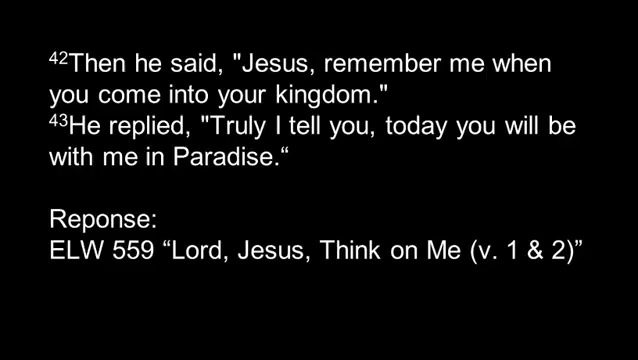 ⁴²Then he said, "Jesus, remember me when
you come into your kingdom."
⁴³He replied, "Truly I tell you, today you will be
with me in Paradise.“
Reponse:
ELW 559 “Lord, Jesus, Think on Me (v. 1 & 2)”